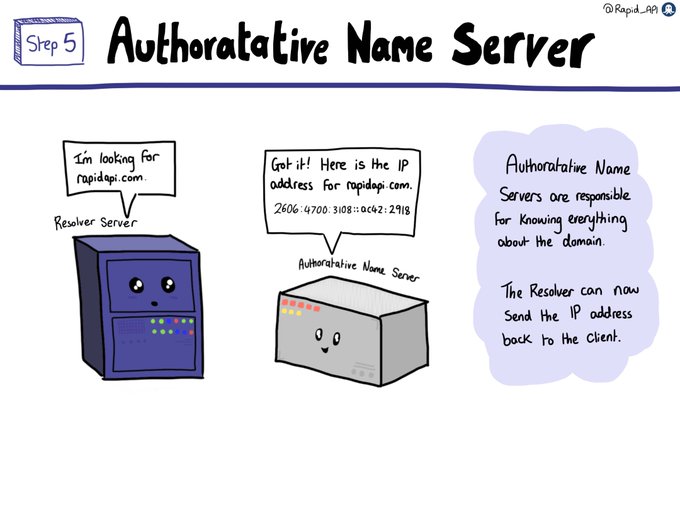 @Rapid_API
Step 5
Authoratative Name Server
I'm looking for
rapidapi.com.
Resolver Server
Got it! Here is the IP
address for rapidapi.com.
2606:4700:3108::ac42:2918
Authoratative Name Server
Authoratative Name
Servers are responsible
for knowing everything
about the domain.
The Resolver can now
send the IP address
back to the client.